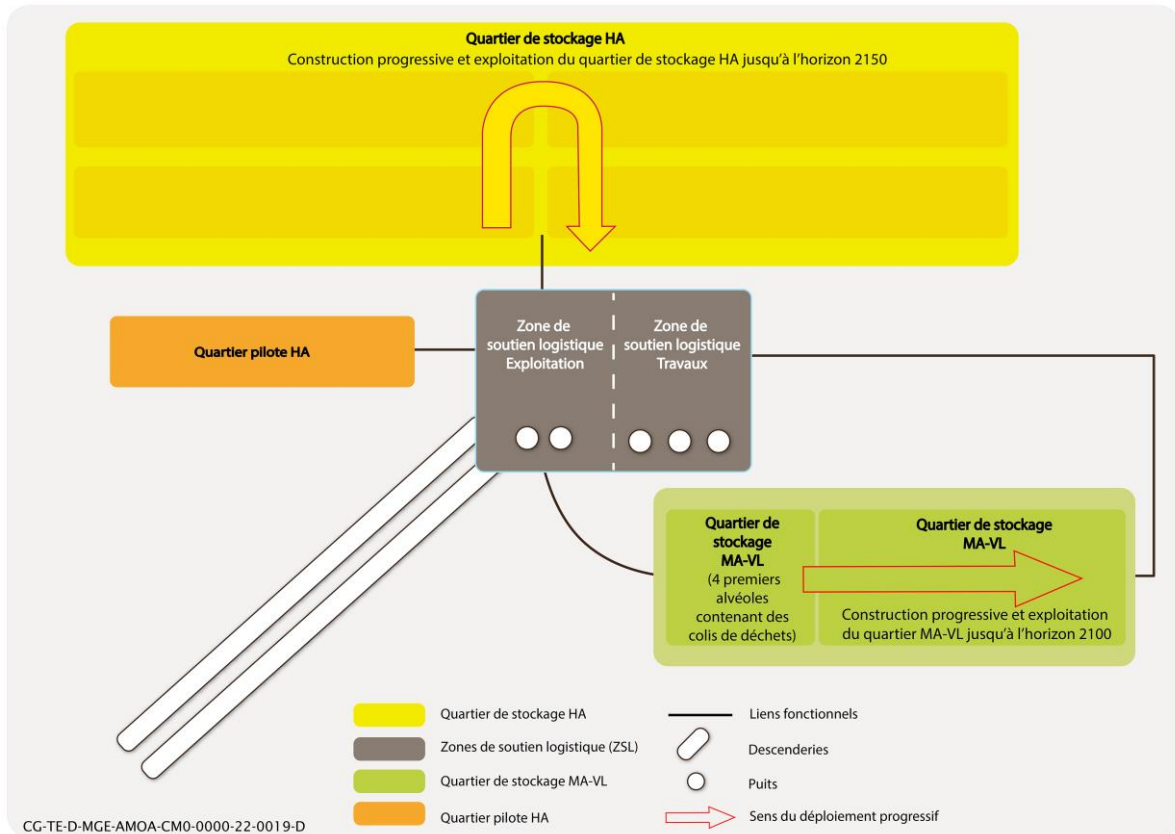 Quartier de stockage HA
Construction progressive et exploitation du quartier de stockage HA jusqu'à l'horizon 2150
Quartier pilote HA
Zone de
soutien logistique
Exploitation
Zone de
soutien logistique
Travaux
Quartier de
stockage
MA-VL
(4 premiers
alvéoles
contenant des
colis de déchets)
Quartier de stockage
MA-VL
Construction progressive et exploitation
du quartier MA-VL jusqu'à l'horizon 2100
Quartier de stockage HA
Zones de soutien logistique (ZSL)
Quartier de stockage MA-VL
Quartier pilote HA
Liens fonctionnels
Descenderies
Puits
Sens du déploiement progressif
CG-TE-D-MGE-AMOA-CM0-0000-22-0019-D